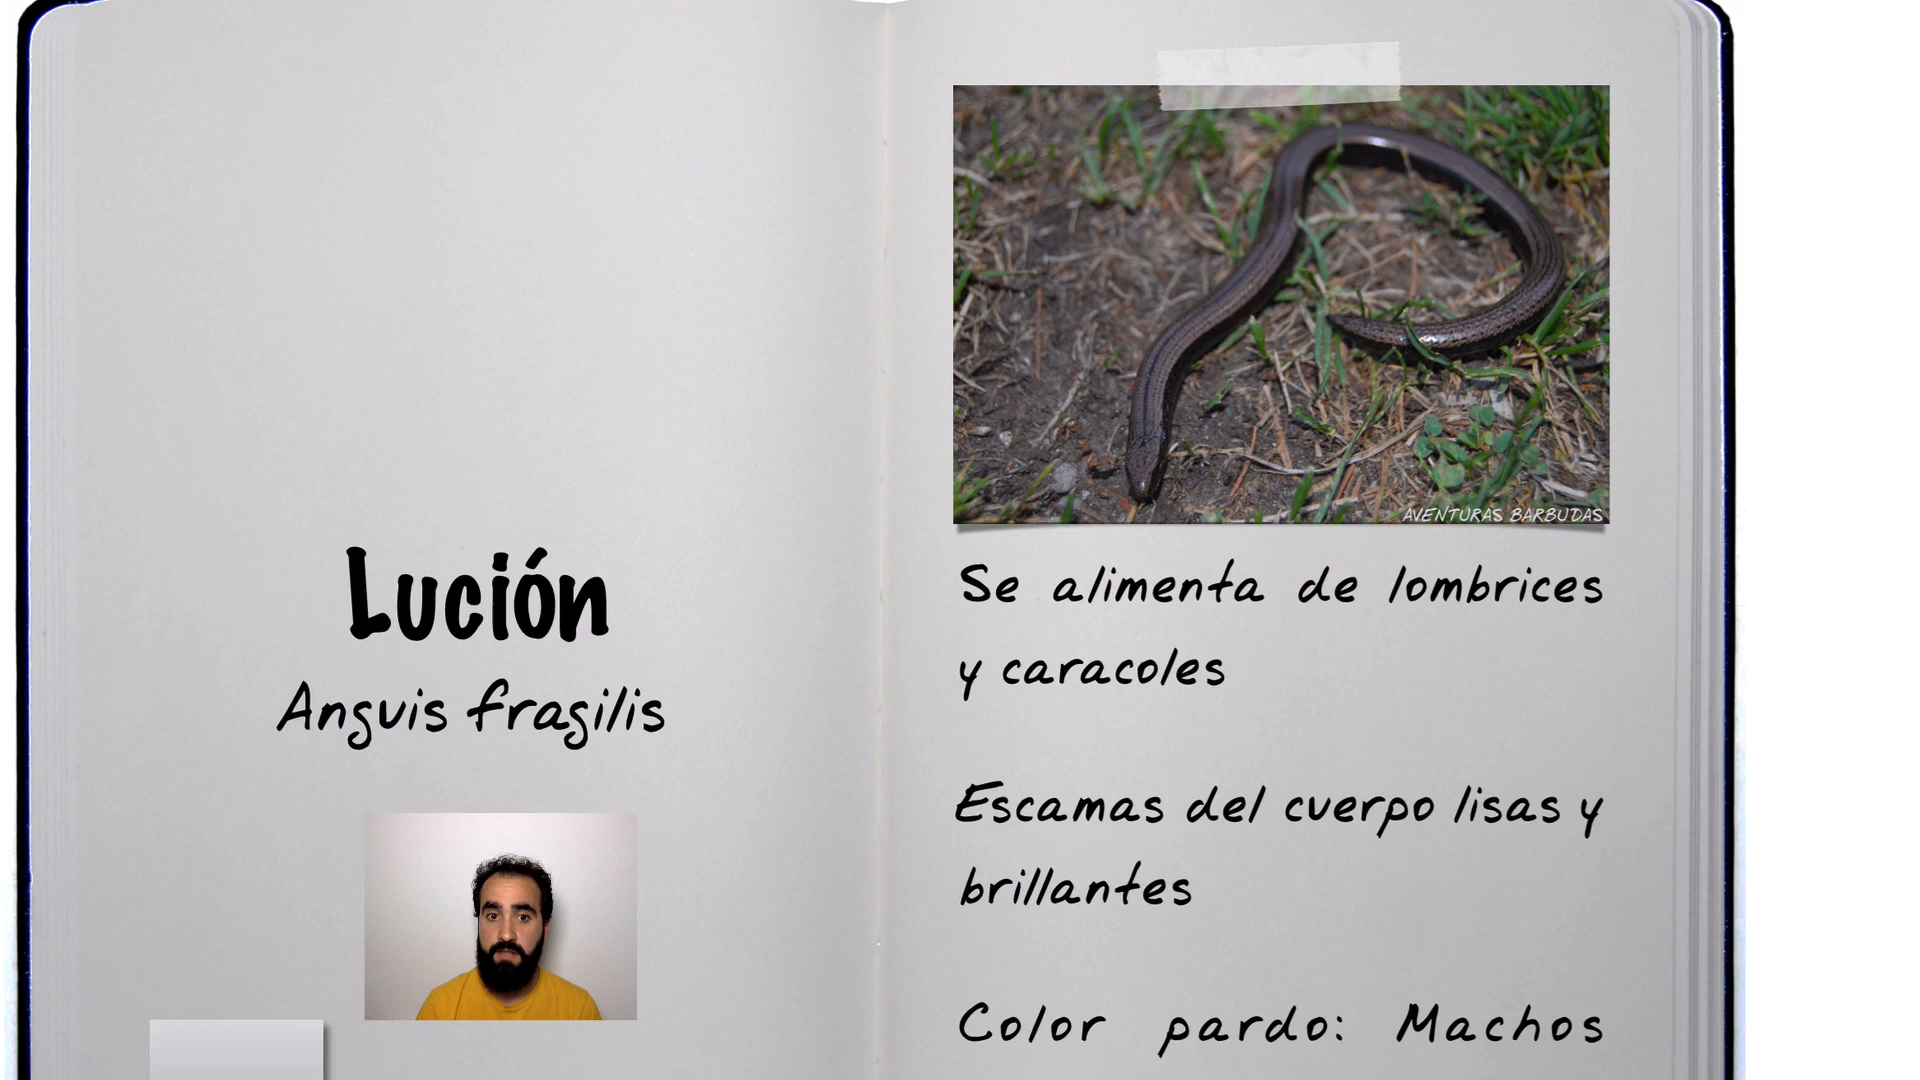 Lución
Anguis fragilis
AVENTURAS BARBUDAS
Se alimenta de lombrices
y caracoles
Escamas del cuerpo lisas y
brillantes
Color pardo: Machos